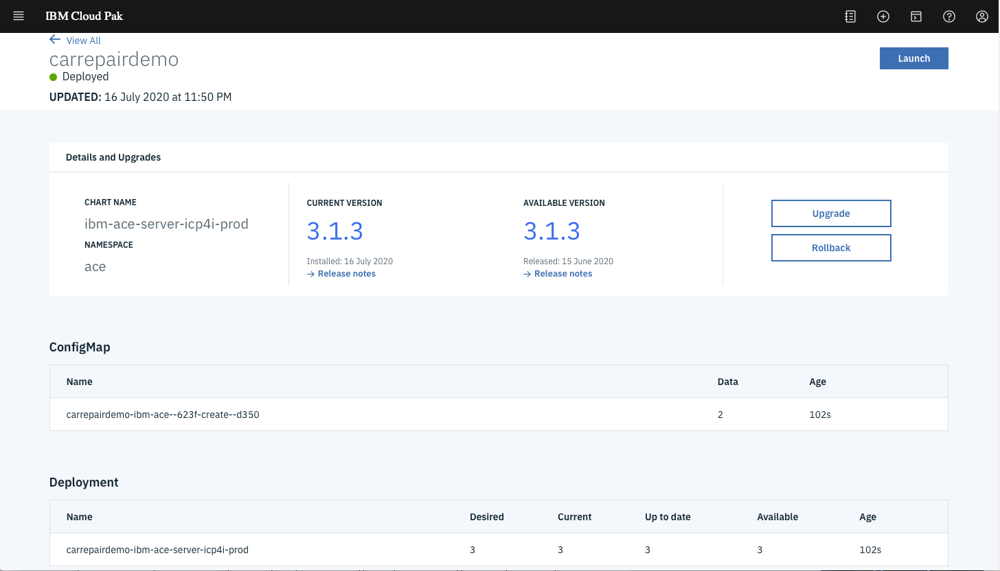 IBM Cloud Pak
View All
carrepairdemo
Launch
Deployed
UPDATED: 16 July 2020 at 11:50 PM
Details and Upgrades
CHART NAME
ibm-ace-server-icp4i-prod
NAMESPACE
ace
CURRENT VERSION
3.1.3
Installed: 16 July 2020
→ Release notes
AVAILABLE VERSION
3.1.3
Released: 15 June 2020
→ Release notes
Upgrade
Rollback
ConfigMap
Name Data Age
carrepairdemo-ibm-ace--623f-create--d350 2 102s
Deployment
Name Desired Current Up to date Available Age
carrepairdemo-ibm-ace-server-icp4i-prod 3 3 3 3 102s